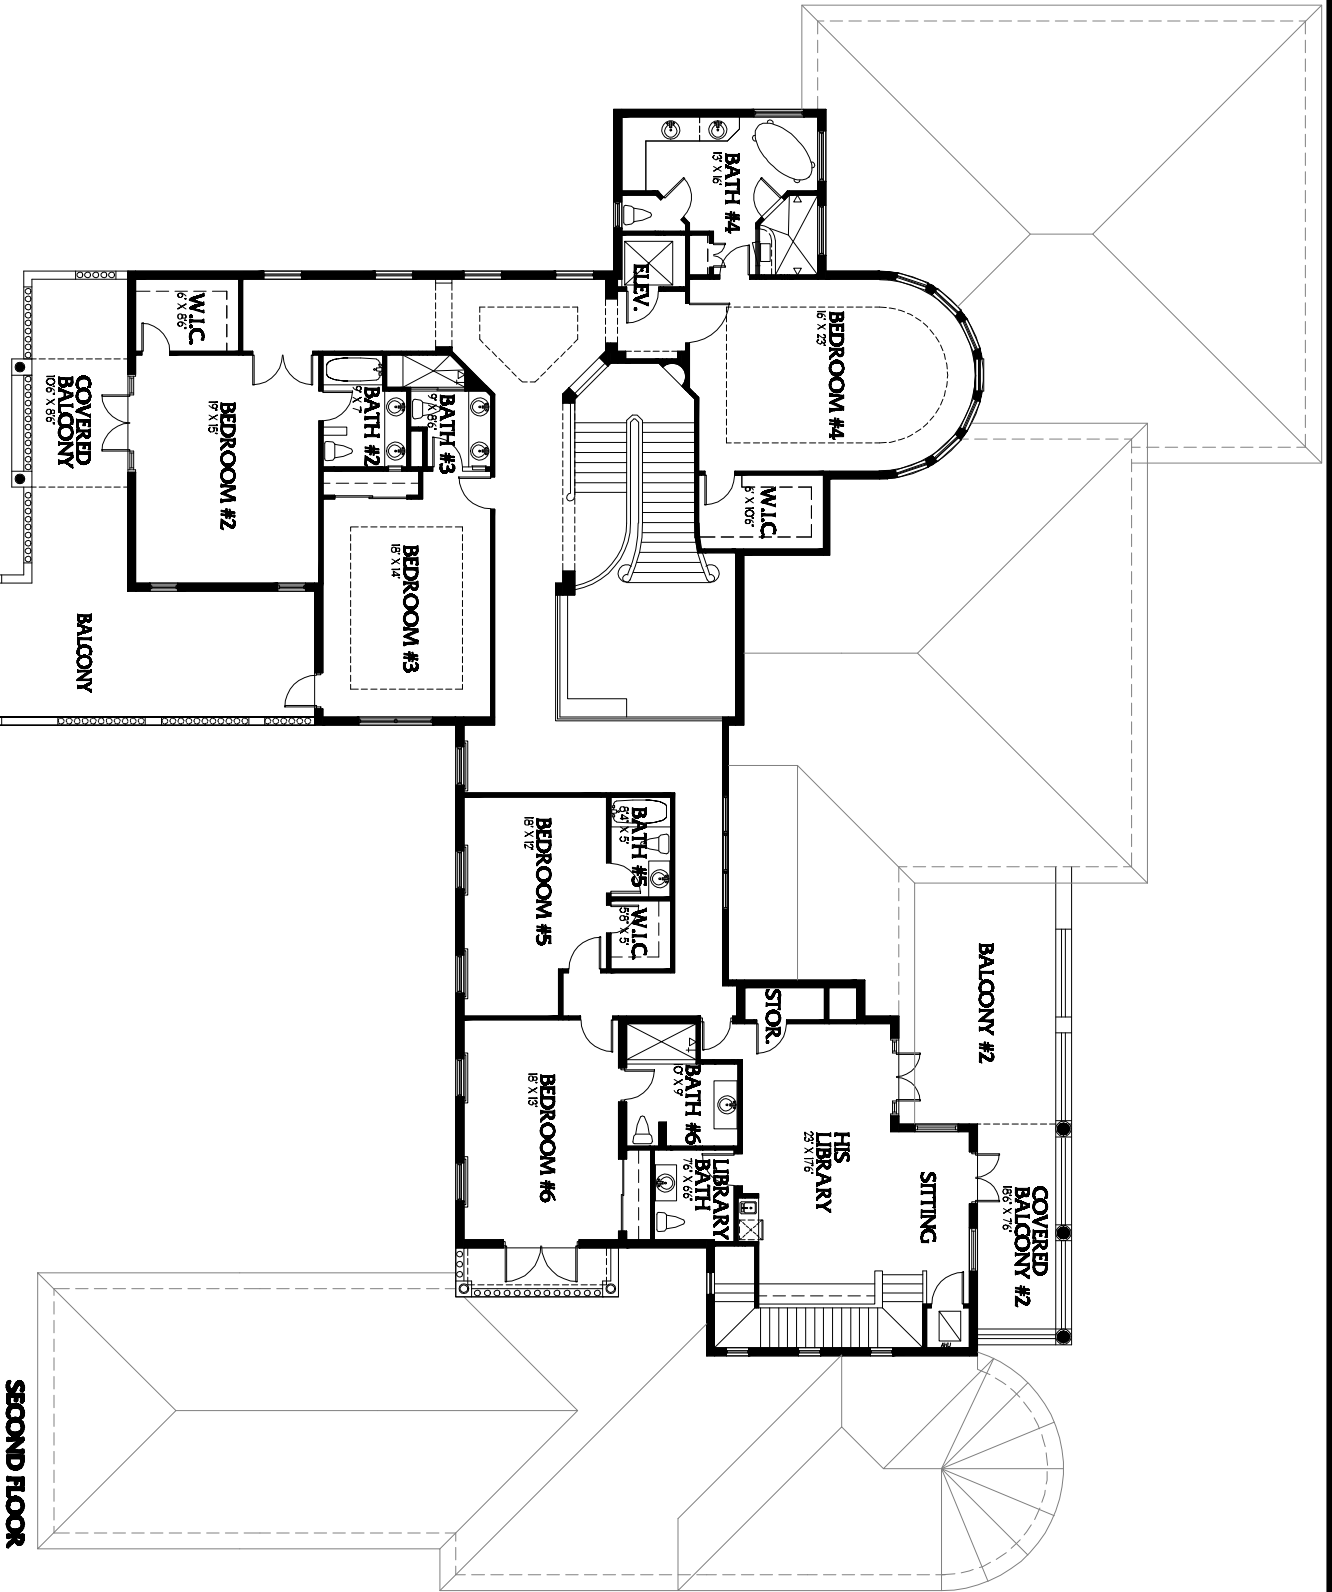 BATH #4
13' X 16'
ELEV.
W.I.C.
6' X 8'6"
BEDROOM #4
16' X 23'
COVERED
BALCONY
10'6" X 8'6"
BEDROOM #2
19' X 15'
BATH #2
9' X 7'
BATH #3
9' X 8'6"
W.I.C.
6' X 10'6"
BEDROOM #3
18' X 14'
BALCONY
BEDROOM #5
18' X 12'
BATH #5
8'4" X 5'
W.I.C.
5'8" X 5'
BALCONY #2
STOR.
BEDROOM #6
18' X 13'
BATH #6
10' X 9'
LIBRARY
BATH
7'6" X 6'6"
HIS
LIBRARY
23' X 17'6"
SITTING
COVERED
BALCONY #2
18'6" X 7'6"
AHU
SECOND FLOOR